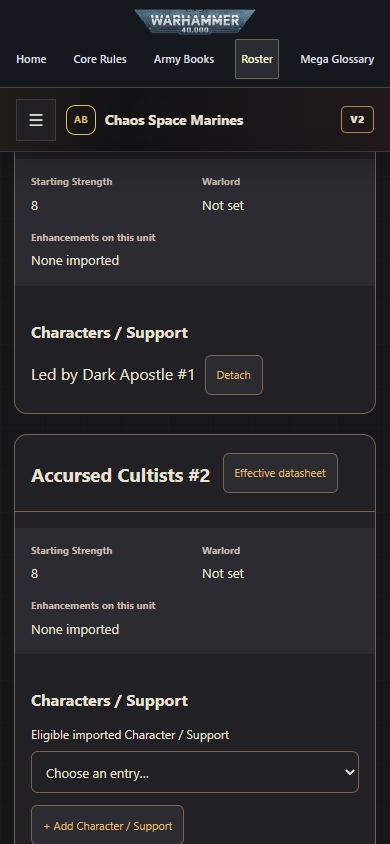 WARHAMMER
40,000
Home Core Rules Army Books Roster Mega Glossary
☰ AB Chaos Space Marines V2
Starting Strength Warlord
8 Not set
Enhancements on this unit
None imported
Characters / Support
Led by Dark Apostle #1 Detach
Accursed Cultists #2 Effective datasheet
Starting Strength Warlord
8 Not set
Enhancements on this unit
None imported
Characters / Support
Eligible imported Character / Support
Choose an entry...
+ Add Character / Support